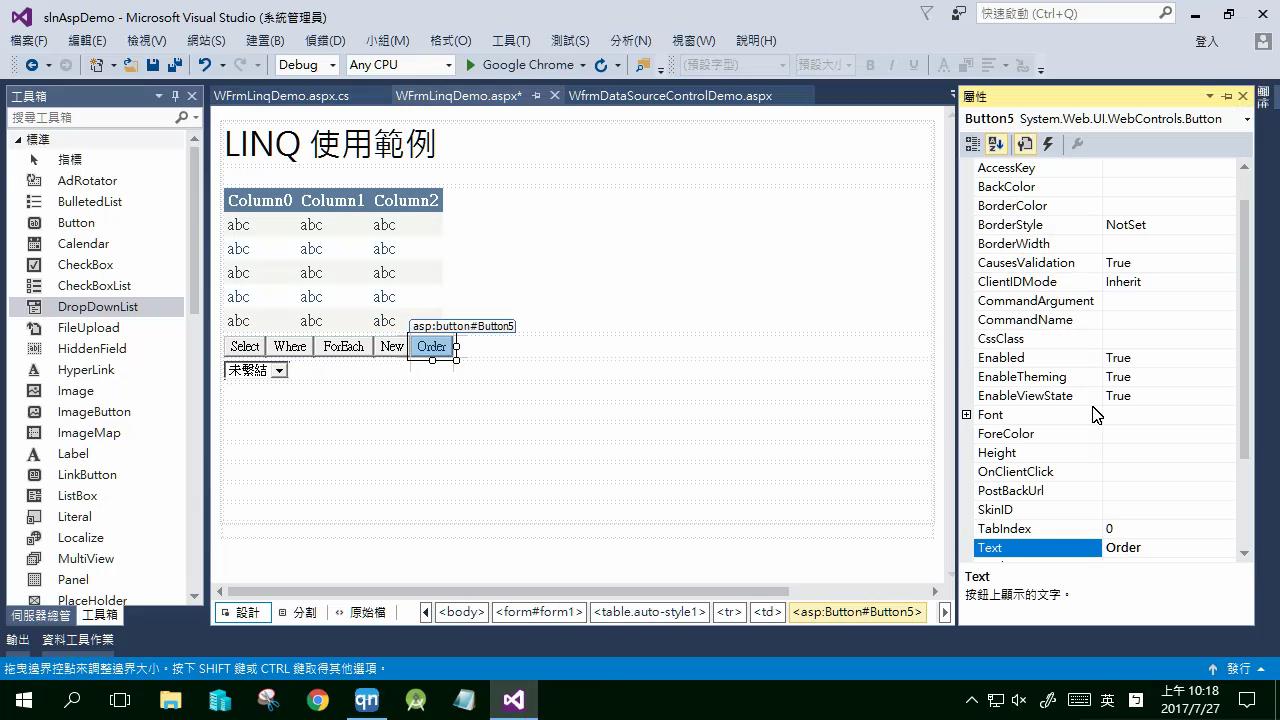 slnAspDemo - Microsoft Visual Studio (系統管理員)
快速啟動 (Ctrl+Q)
檔案(F) 編輯(E) 檢視(V) 網站(S) 建置(B) 偵錯(D) 小組(M) 格式(O) 工具(T) 測試(S) 分析(N) 視窗(W) 說明(H) 登入
Debug Any CPU Google Chrome (預設字型) 預設大小 B I U
工具箱
搜尋工具箱
標準
指標
AdRotator
BulletedList
Button
Calendar
CheckBox
CheckBoxList
DropDownList
FileUpload
HiddenField
HyperLink
Image
ImageButton
ImageMap
Label
LinkButton
ListBox
Literal
Localize
MultiView
Panel
PlaceHolder
伺服器總管 工具箱
WFrmLinqDemo.aspx.cs WFrmLinqDemo.aspx* WfrmDataSourceControlDemo.aspx
LINQ 使用範例
Column0 Column1 Column2
abc abc abc
abc abc abc
abc abc abc
abc abc abc
abc abc abc
asp:button#Button5
Select Where ForEach New Order
未繫結
設計 分割 原始檔 <body> <form#form1> <table.auto-style1> <tr> <td> <asp:Button#Button5>
屬性
Button5 System.Web.UI.WebControls.Button
AccessKey
BackColor
BorderColor
BorderStyle NotSet
BorderWidth
CausesValidation True
ClientIDMode Inherit
CommandArgument
CommandName
CssClass
Enabled True
EnableTheming True
EnableViewState True
Font
ForeColor
Height
OnClientClick
PostBackUrl
SkinID
TabIndex 0
Text Order
Text
按鈕上顯示的文字。
輸出 資料工具作業
拖曳邊界控點來調整邊界大小。按下 SHIFT 鍵或 CTRL 鍵取得其他選項。
發行
qn
英
上午 10:18
2017/7/27